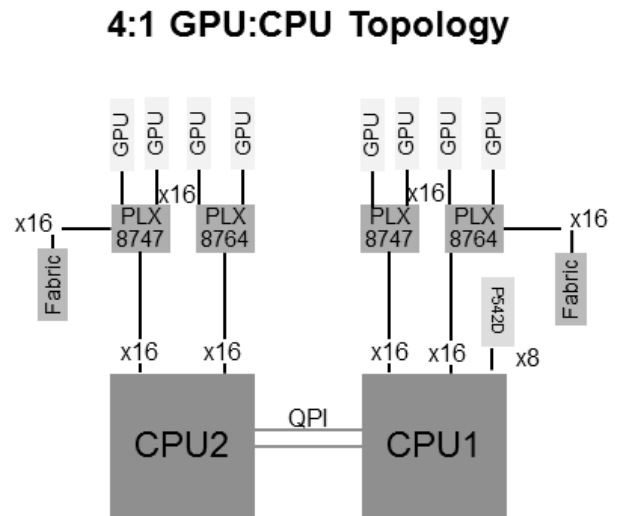 4:1 GPU:CPU Topology
GPU
GPU
GPU
GPU
GPU
GPU
GPU
GPU
x16
x16
x16
PLX
8747
PLX
8764
PLX
8747
PLX
8764
x16
Fabric
Fabric
P542D
x16
x16
x16
x16
x8
QPI
CPU2
CPU1